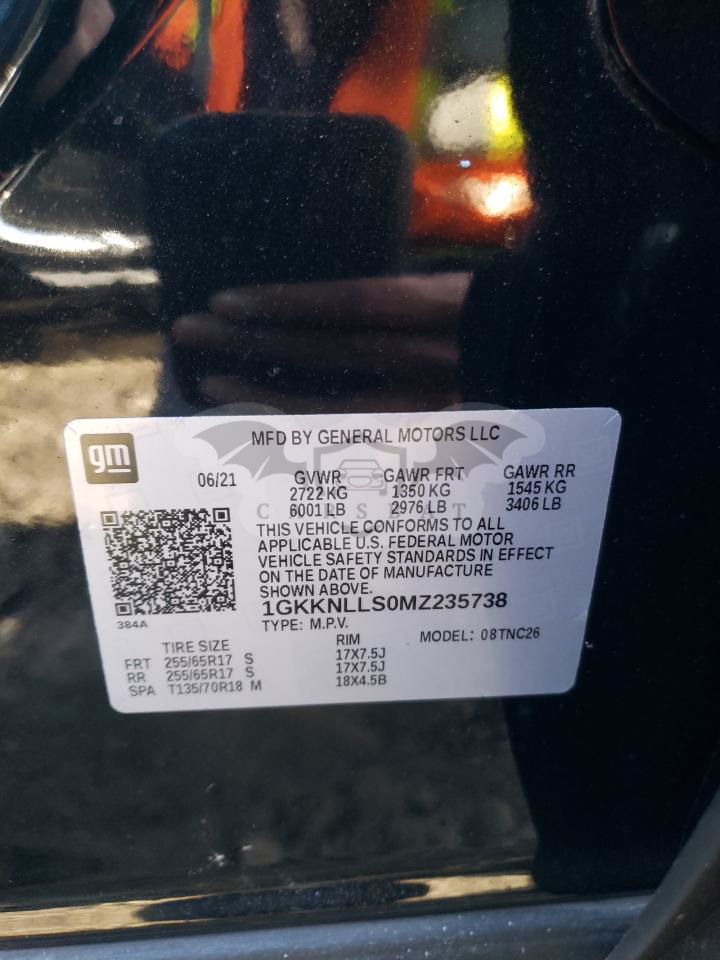 MFD BY GENERAL MOTORS LLC
gm
06/21 GVWR GAWR FRT GAWR RR
2722 KG 1350 KG 1545 KG
6001 LB 2976 LB 3406 LB
THIS VEHICLE CONFORMS TO ALL
APPLICABLE U.S. FEDERAL MOTOR
VEHICLE SAFETY STANDARDS IN EFFECT
ON THE DATE OF MANUFACTURE
SHOWN ABOVE.
1GKKNLLS0MZ235738
384A
TYPE: M.P.V. MODEL: 08TNC26
TIRE SIZE RIM
FRT 255/65R17 S 17X7.5J
RR 255/65R17 S 17X7.5J
SPA T135/70R18 M 18X4.5B